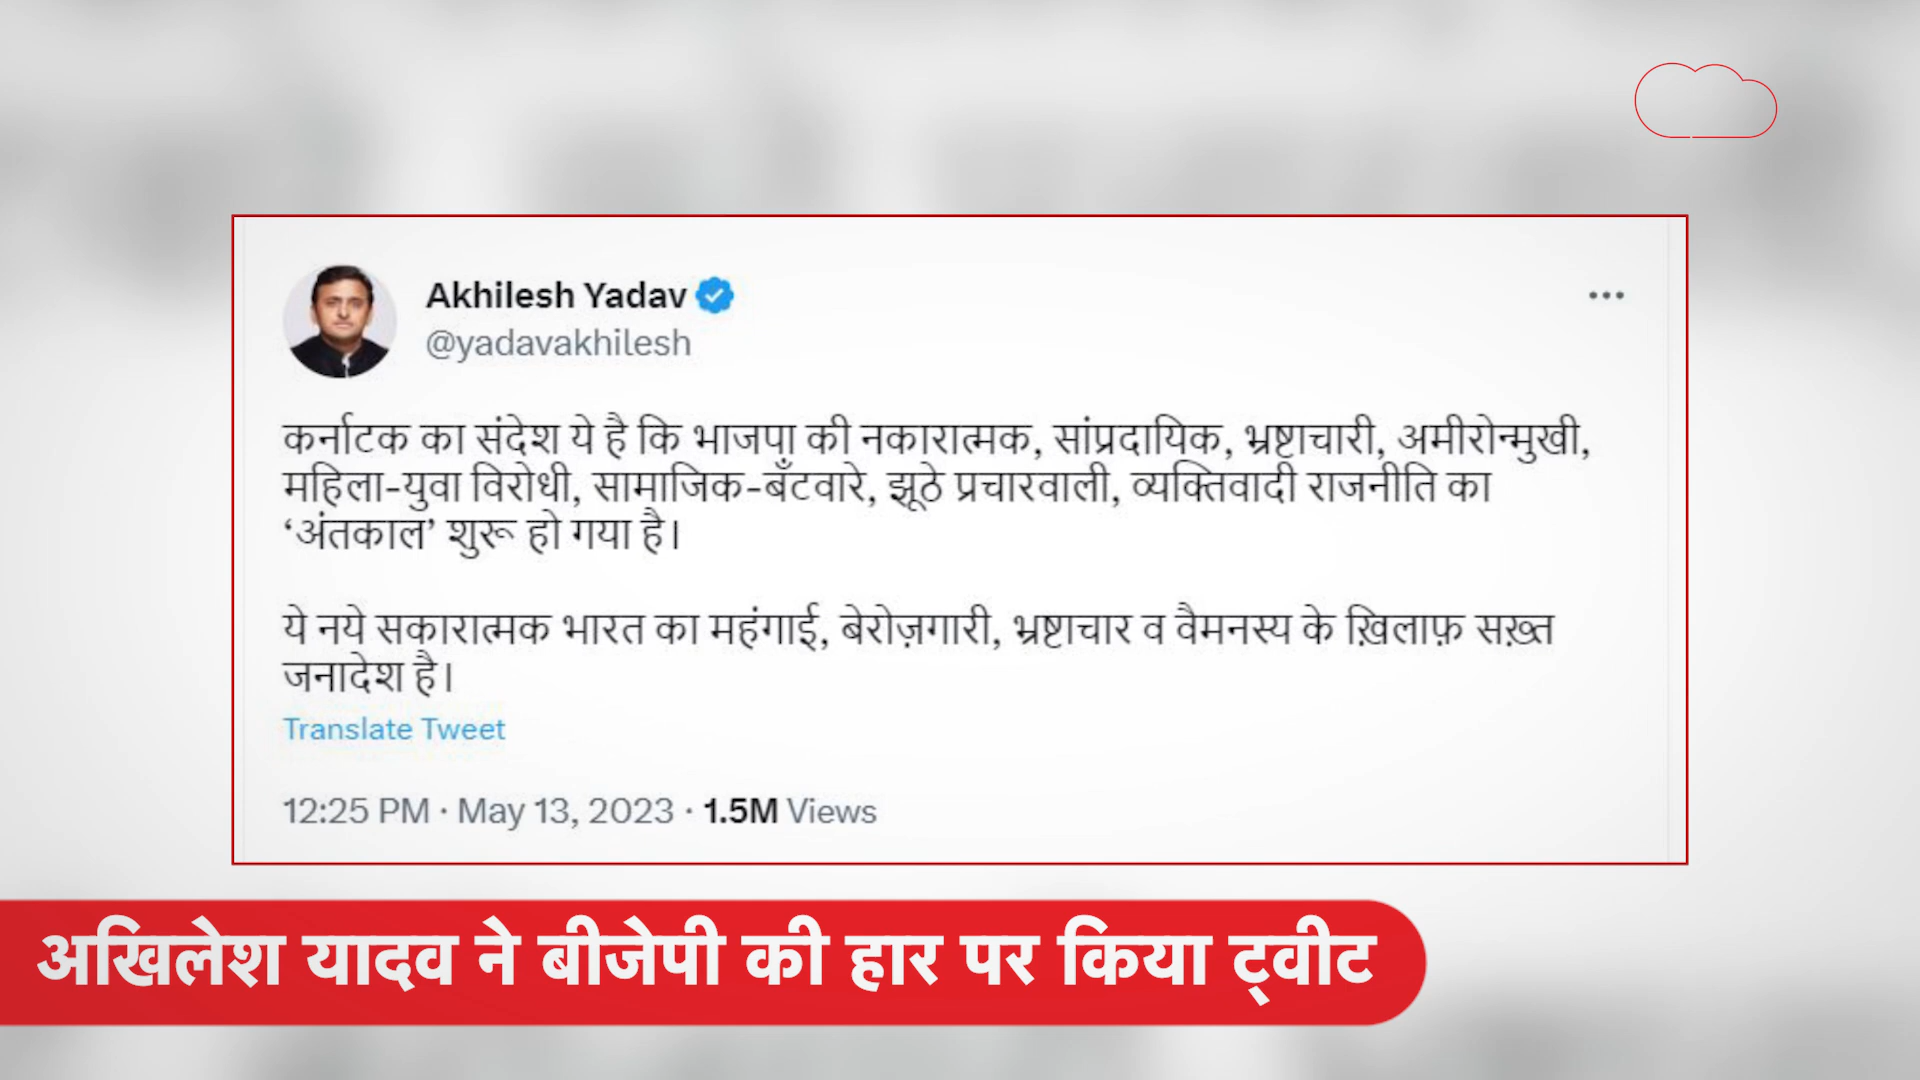 Akhilesh Yadav
@yadavakhilesh
कर्नाटक का संदेश ये है कि भाजपा की नकारात्मक, सांप्रदायिक, भ्रष्टाचारी, अमीरोन्मुखी,
महिला-युवा विरोधी, सामाजिक-बँटवारे, झूठे प्रचारवाली, व्यक्तिवादी राजनीति का
‘अंतकाल’ शुरू हो गया है।
ये नये सकारात्मक भारत का महंगाई, बेरोज़गारी, भ्रष्टाचार व वैमनस्य के ख़िलाफ़ सख़्त
जनादेश है।
Translate Tweet
12:25 PM · May 13, 2023 · 1.5M Views
अखिलेश यादव ने बीजेपी की हार पर किया ट्वीट